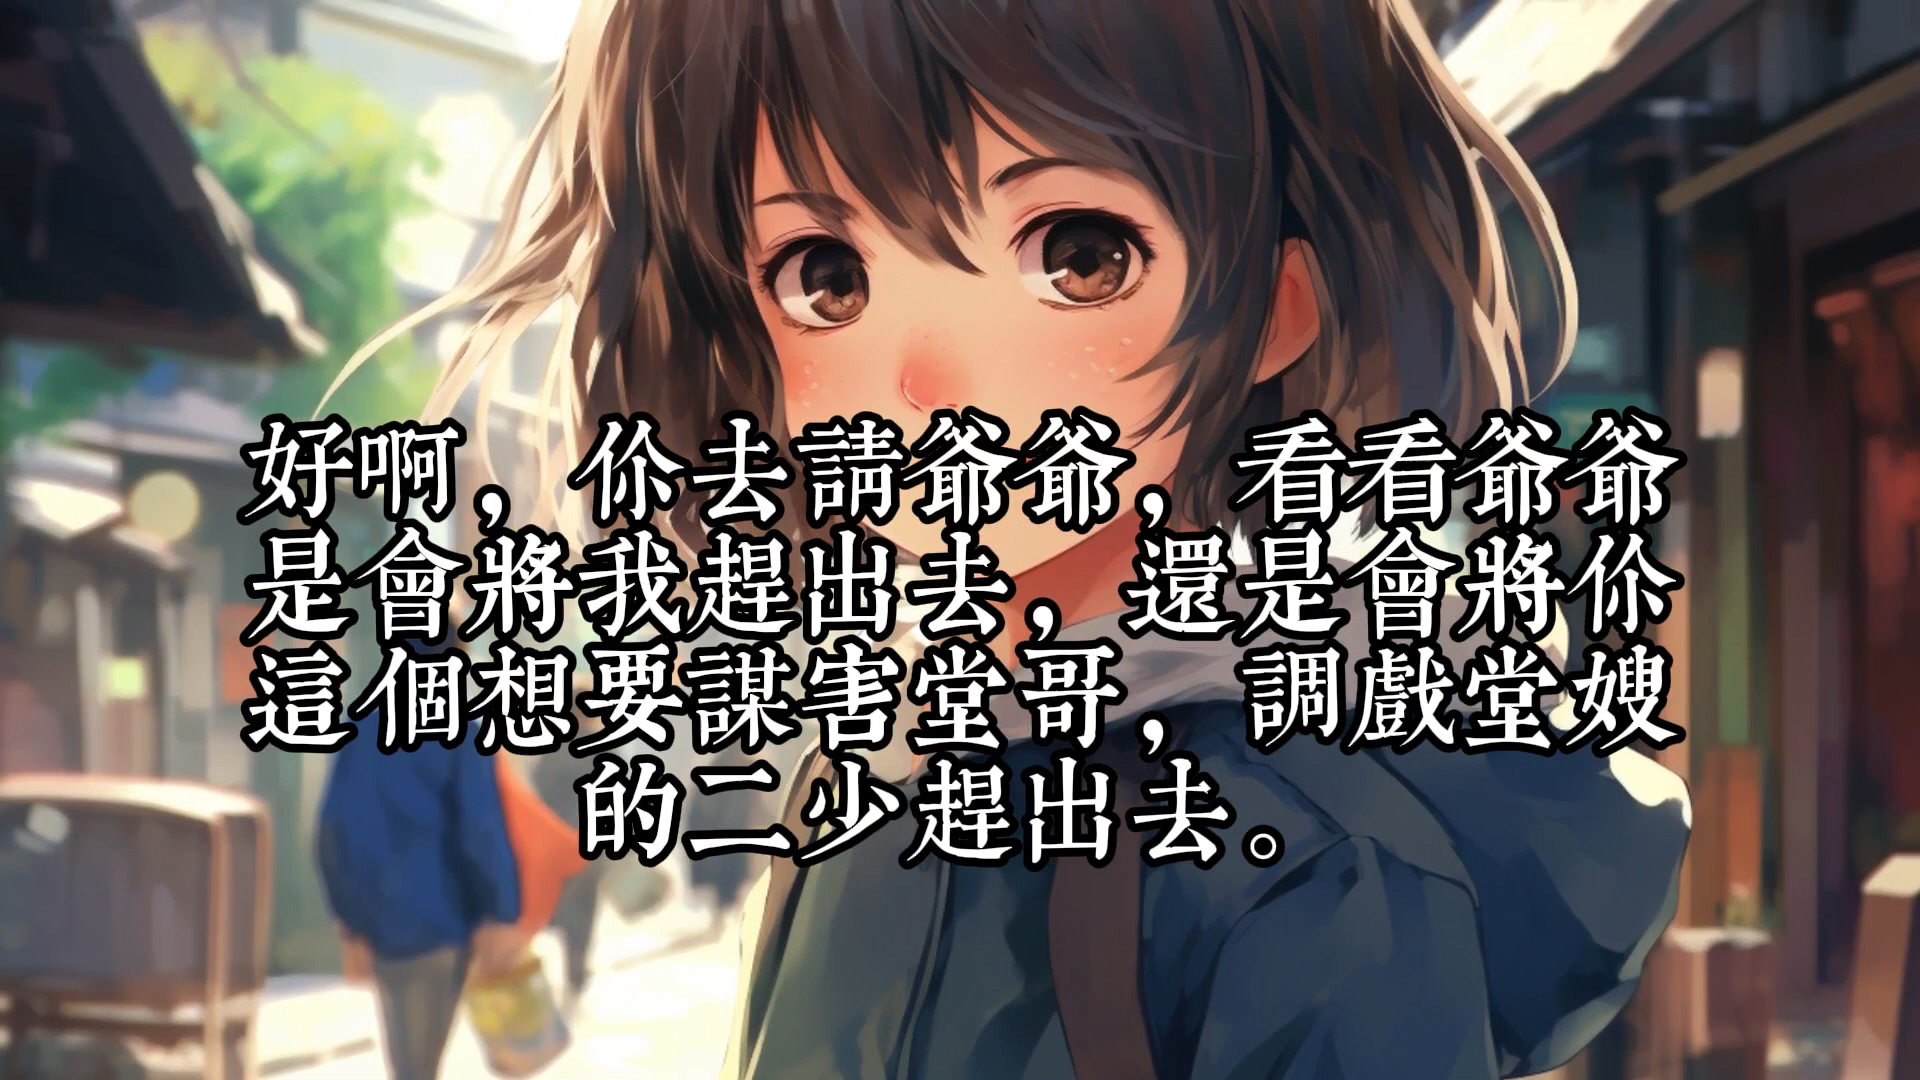 好啊，你去請爺爺，看看爺爺
是會將我趕出去，還是會將你
這個想要謀害堂哥，調戲堂嫂
的二少趕出去。